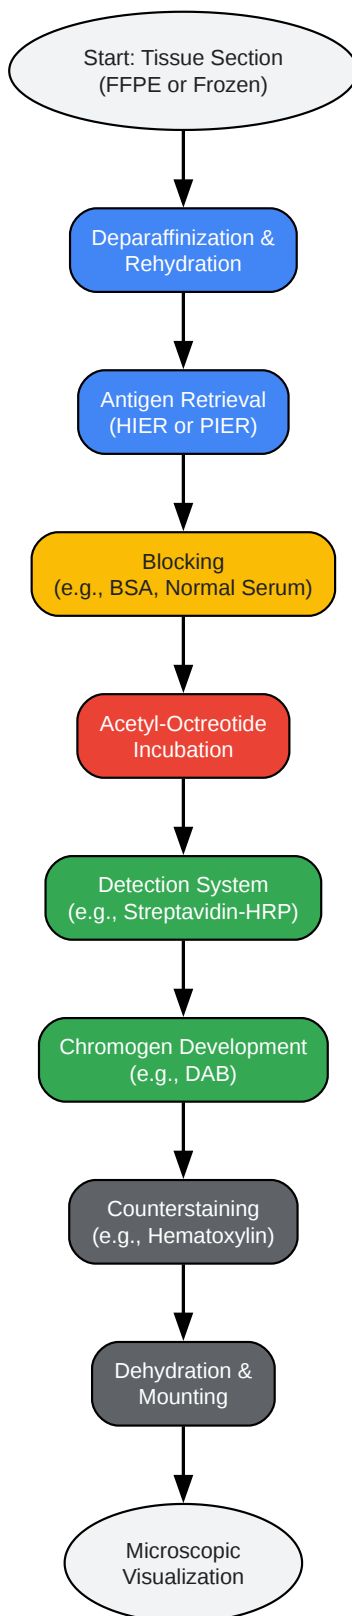 Start: Tissue Section
(FFPE or Frozen)
Deparaffinization &
Rehydration
Antigen Retrieval
(HIER or PIER)
Blocking
(e.g., BSA, Normal Serum)
Acetyl-Octreotide
Incubation
Detection System
(e.g., Streptavidin-HRP)
Chromogen Development
(e.g., DAB)
Counterstaining
(e.g., Hematoxylin)
Dehydration &
Mounting
Microscopic
Visualization